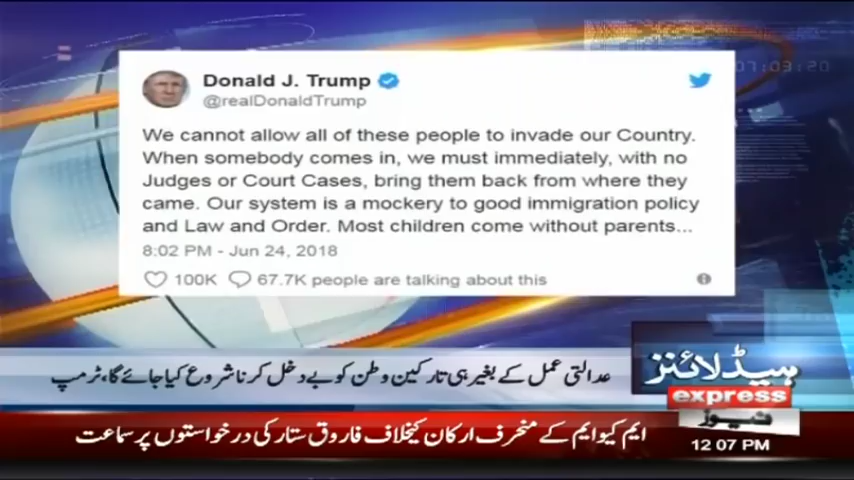 Donald J. Trump
@realDonaldTrump
We cannot allow all of these people to invade our Country.
When somebody comes in, we must immediately, with no
Judges or Court Cases, bring them back from where they
came. Our system is a mockery to good immigration policy
and Law and Order. Most children come without parents...
8:02 PM - Jun 24, 2018
100K 67.7K people are talking about this
عدالتی عمل کے بغیر ہی تارکین وطن کو بے دخل کرنا شروع کیا جائے گا، ٹرمپ
ہیڈلائنز
express
نیوز
ایم کیو ایم کے منحرف ارکان کیخلاف فاروق ستار کی درخواستوں پر سماعت
12:07 PM